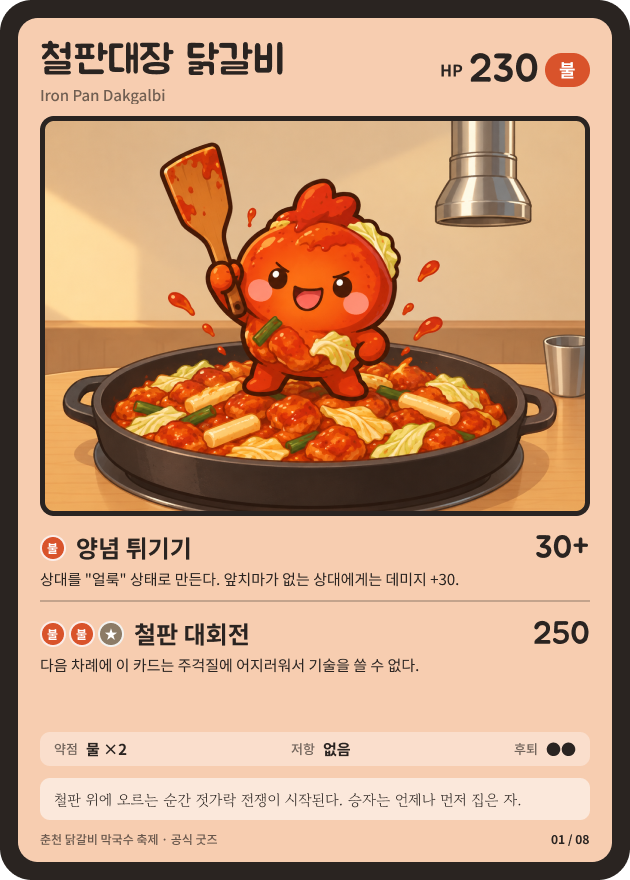 철판대장 닭갈비
HP 230 불
Iron Pan Dakgalbi
불 양념 튀기기 30+
상대를 "얼룩" 상태로 만든다. 앞치마가 없는 상대에게는 데미지 +30.
불 불 ★ 철판 대회전 250
다음 차례에 이 카드는 주걱질에 어지러워서 기술을 쓸 수 없다.
약점 물 ×2 저항 없음 후퇴 ●●
철판 위에 오르는 순간 젓가락 전쟁이 시작된다. 승자는 언제나 먼저 집은 자.
춘천 닭갈비 막국수 축제 · 공식 굿즈 01 / 08